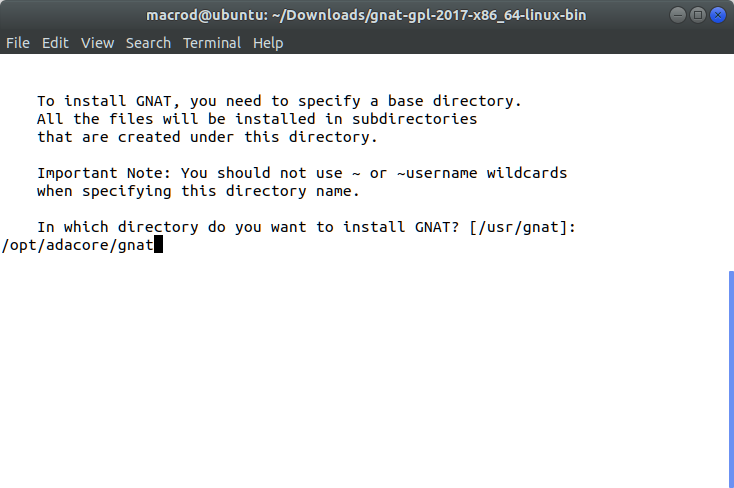 macrod@ubuntu: ~/Downloads/gnat-gpl-2017-x86_64-linux-bin
File Edit View Search Terminal Help
To install GNAT, you need to specify a base directory.
All the files will be installed in subdirectories
that are created under this directory.
Important Note: You should not use ~ or ~username wildcards
when specifying this directory name.
In which directory do you want to install GNAT? [/usr/gnat]:
/opt/adacore/gnat